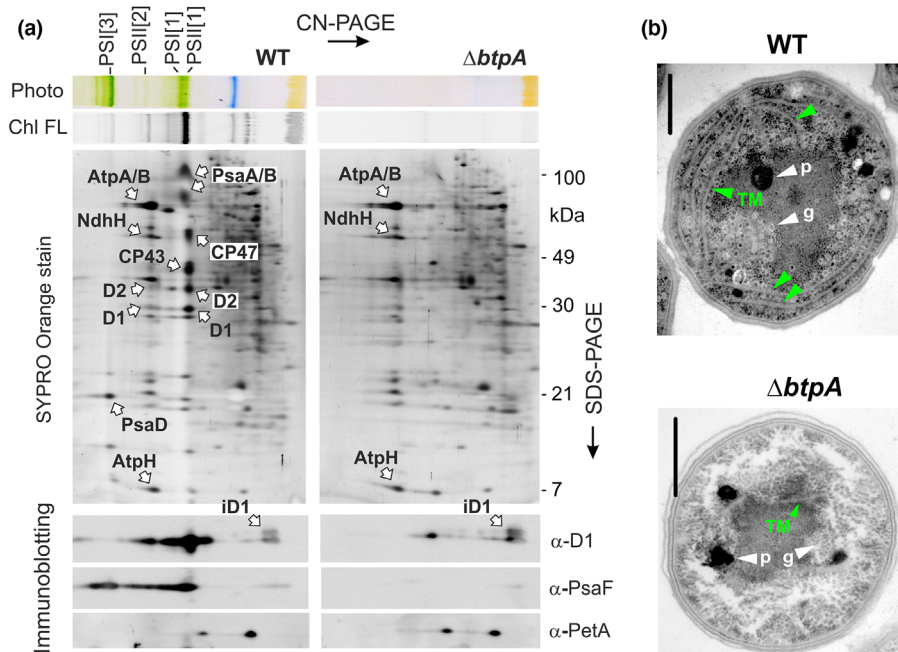 (a)
PSI[3]
PSII[2]
PSI[1]
PSII[1]
CN-PAGE
WT
ΔbtpA
Photo
Chl FL
SYPRO Orange stain
AtpA/B
PsaA/B
NdhH
CP43
CP47
D2
D2
D1
D1
PsaD
AtpH
AtpA/B
NdhH
AtpH
- 100
kDa
- 49
- 30
- 21
- 7
SDS-PAGE
Immunoblotting
iD1
iD1
α-D1
α-PsaF
α-PetA
(b)
WT
p
TM
g
ΔbtpA
TM
p
g